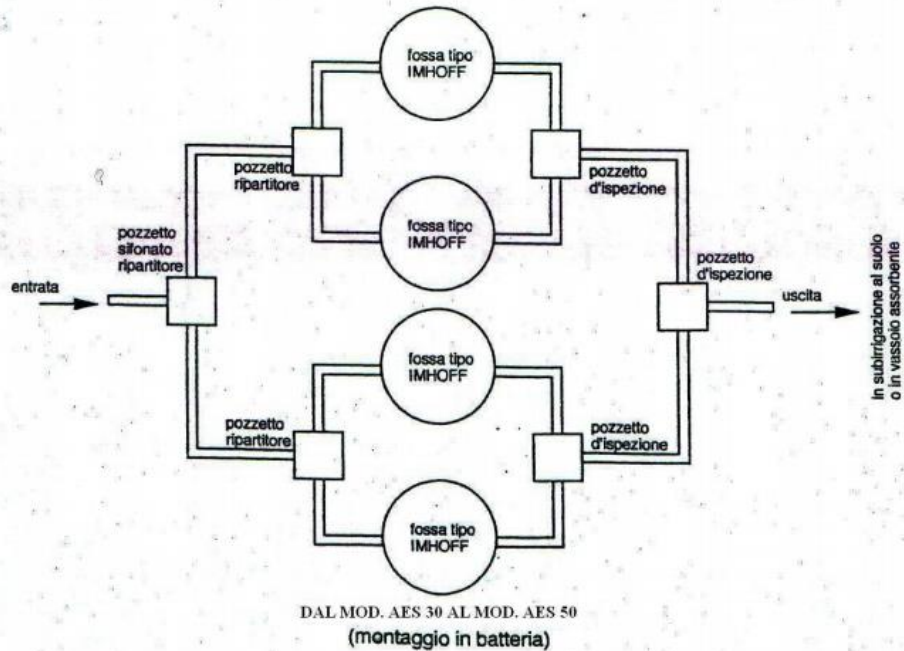 fossa tipo
IMHOFF
pozzetto
ripartitore
pozzetto
d'ispezione
fossa tipo
IMHOFF
pozzetto
sifonato
ripartitore
entrata
pozzetto
d'ispezione
uscita
in subirrigazione al suolo
o in vassoio assorbente
fossa tipo
IMHOFF
pozzetto
ripartitore
pozzetto
d'ispezione
fossa tipo
IMHOFF
DAL MOD. AES 30 AL MOD. AES 50
(montaggio in batteria)